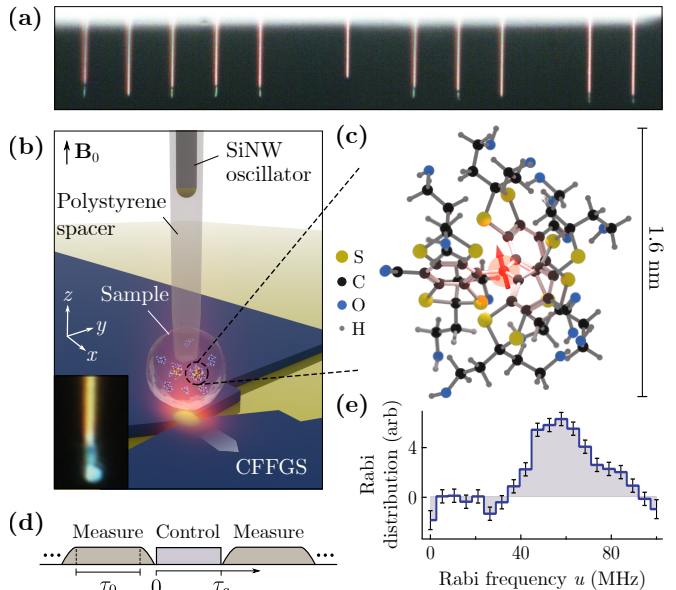 (a)
(b)
B₀
SiNW
oscillator
Polystyrene
spacer
Sample
z
y
x
CFFGS
(c)
S
C
O
H
1.6 nm
(d)
Measure Control Measure
τ₀ 0 τc
(e)
Rabi
distribution (arb)
4
0
0 40 80
Rabi frequency u (MHz)